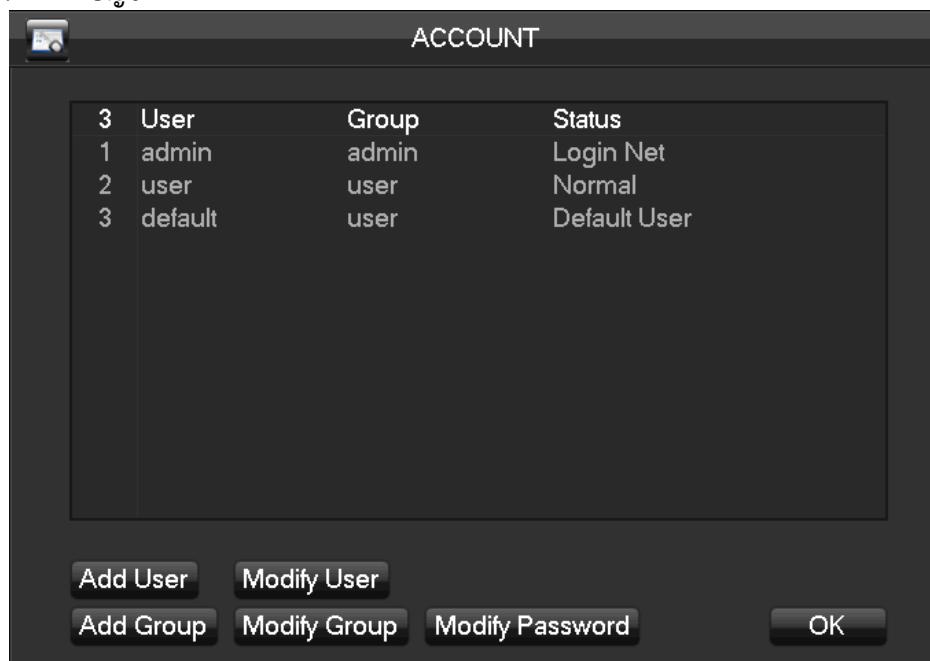 ACCOUNT
3 User Group Status
1 admin admin Login Net
2 user user Normal
3 default user Default User
Add User Modify User
Add Group Modify Group Modify Password OK